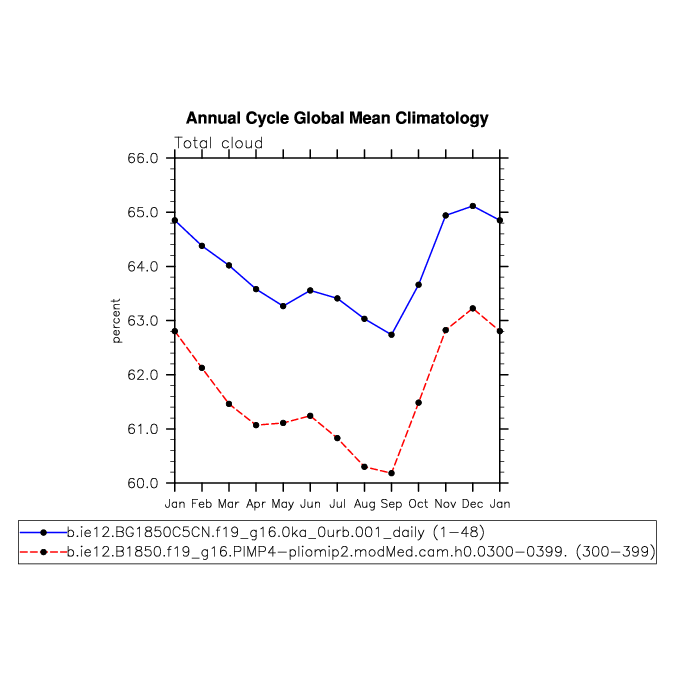 Annual Cycle Global Mean Climatology
Total cloud
66.0
65.0
64.0
63.0
62.0
61.0
60.0
percent
Jan Feb Mar Apr May Jun Jul Aug Sep Oct Nov Dec Jan
b.ie12.BG1850C5CN.f19_g16.0ka_0urb.001_daily (1-48)
b.ie12.B1850.f19_g16.PlMP4-pliomip2.modMed.cam.h0.0300-0399. (300-399)